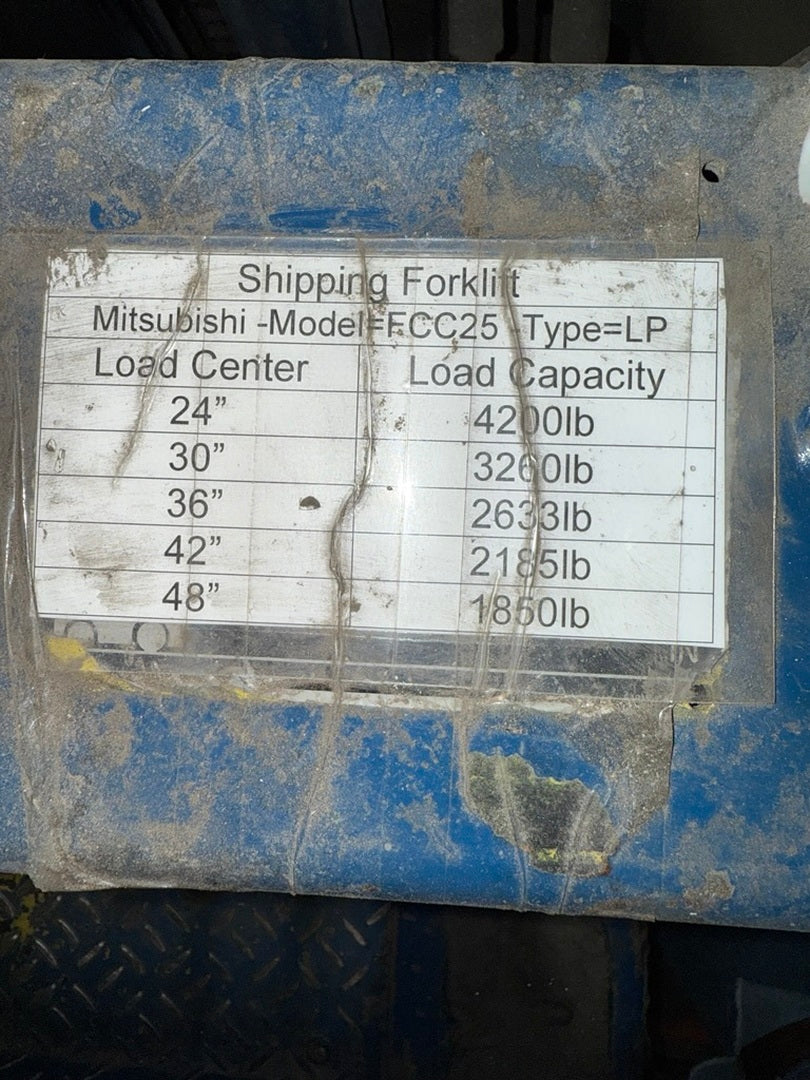 Shipping Forklift
Mitsubishi -Model=FCC25 Type=LP
Load Center Load Capacity
24” 4200lb
30” 3260lb
36” 2633lb
42” 2185lb
48” 1850lb